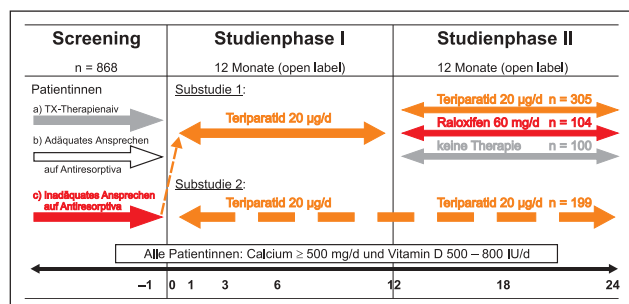 Screening
Studienphase I
Studienphase II
n = 868
12 Monate (open label)
12 Monate (open label)
Patientinnen
a) TX-Therapienaiv
b) Adäquates Ansprechen
auf Antiresorptiva
c) Inadäquates Ansprechen
auf Antiresorptiva
Substudie 1:
Teriparatid 20 µg/d
Substudie 2:
Teriparatid 20 µg/d
Teriparatid 20 µg/d n = 305
Raloxifen 60 mg/d n = 104
keine Therapie n = 100
Teriparatid 20 µg/d n = 199
Alle Patientinnen: Calcium ≥ 500 mg/d und Vitamin D 500 – 800 IU/d
–1 0 1 3 6 12 18 24